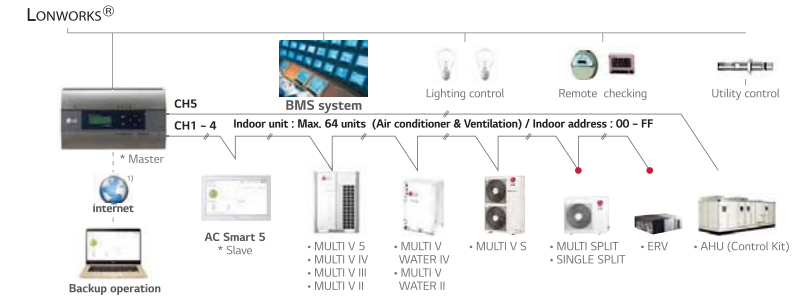 LONWORKS®
BMS system
Lighting control
Remote checking
Utility control
CH5
CH1 ~ 4
Indoor unit : Max. 64 units (Air conditioner & Ventilation) / Indoor address : 00 ~ FF
* Master
1)
internet
Backup operation
AC Smart 5
* Slave
• MULTI V 5
• MULTI V IV
• MULTI V III
• MULTI V II
• MULTI V
WATER IV
• MULTI V
WATER II
• MULTI V S
• MULTI SPLIT
• SINGLE SPLIT
• ERV
• AHU (Control Kit)